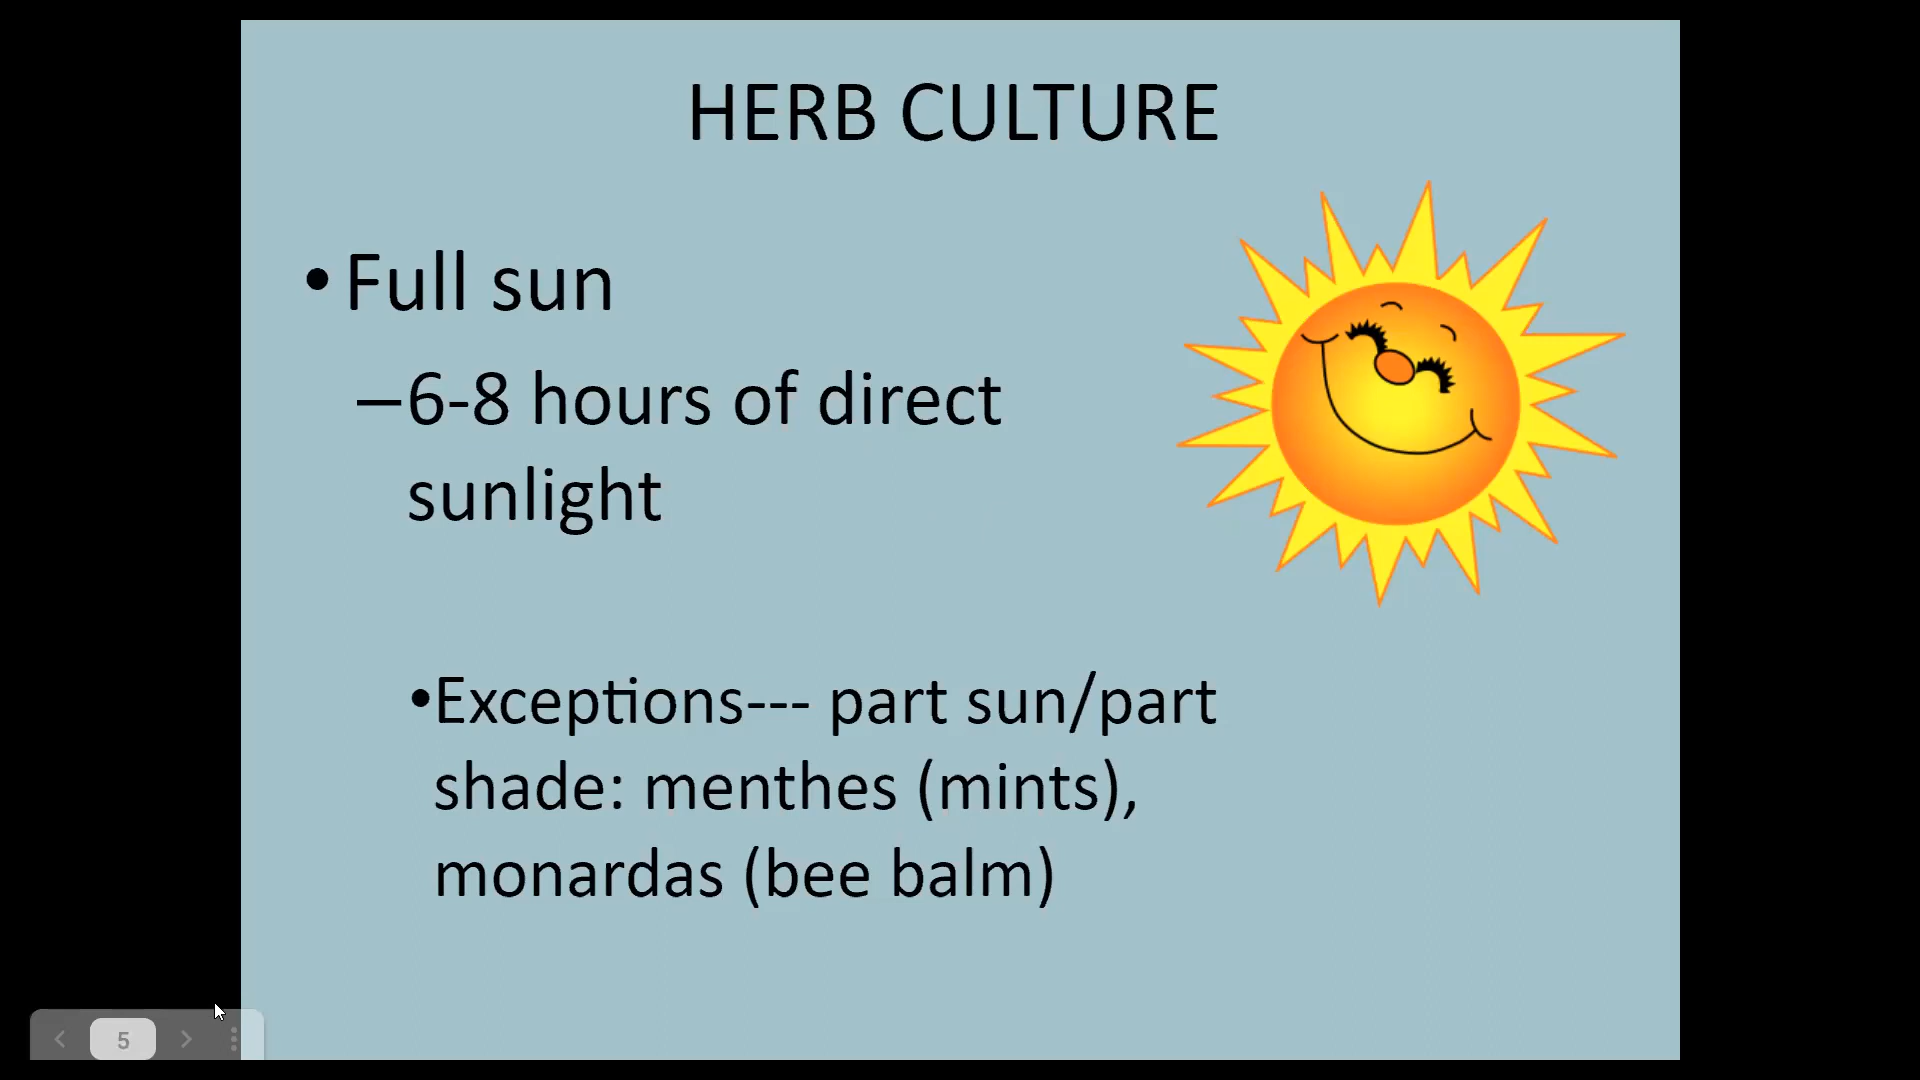 HERB CULTURE
•Full sun
–6-8 hours of direct
sunlight
•Exceptions--- part sun/part
shade: menthes (mints),
monardas (bee balm)
5